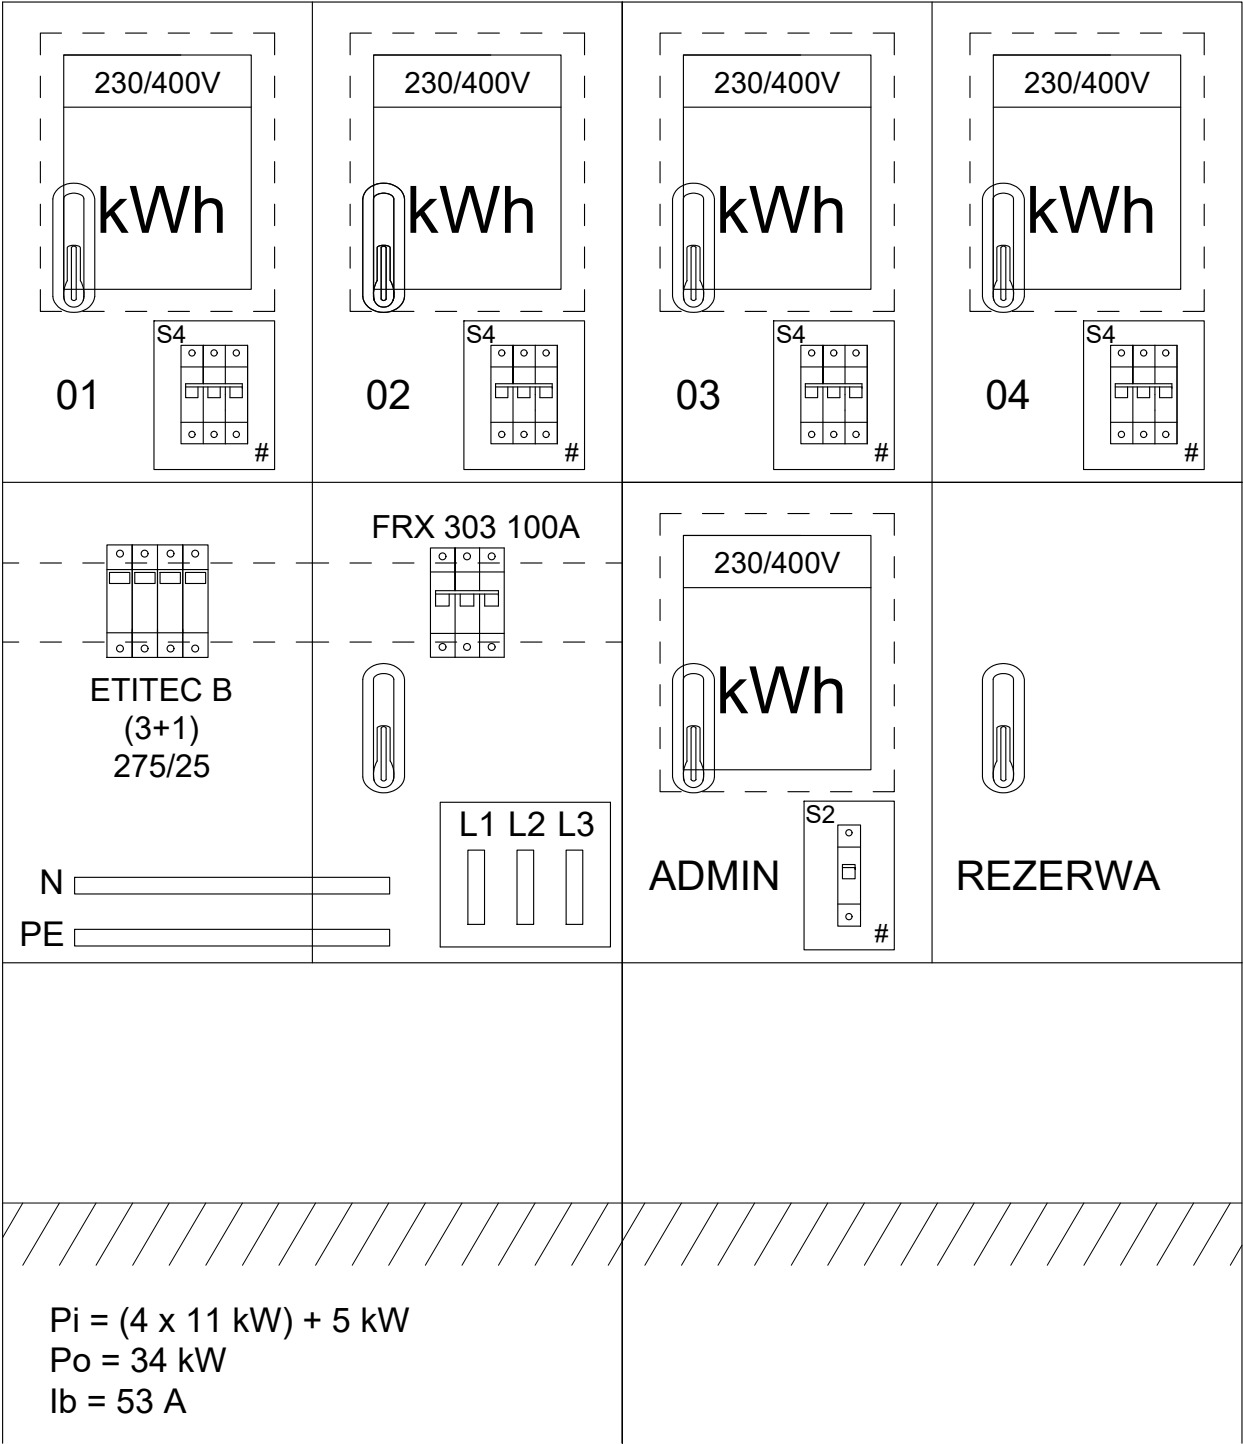 230/400V 230/400V 230/400V 230/400V
kWh kWh kWh kWh
S4 S4 S4 S4
01 02 03 04
# # # #
FRX 303 100A
230/400V
ETITEC B
(3+1)
275/25
kWh
L1 L2 L3
S2
N
ADMIN
REZERWA
PE
#
Pi = (4 x 11 kW) + 5 kW
Po = 34 kW
Ib = 53 A